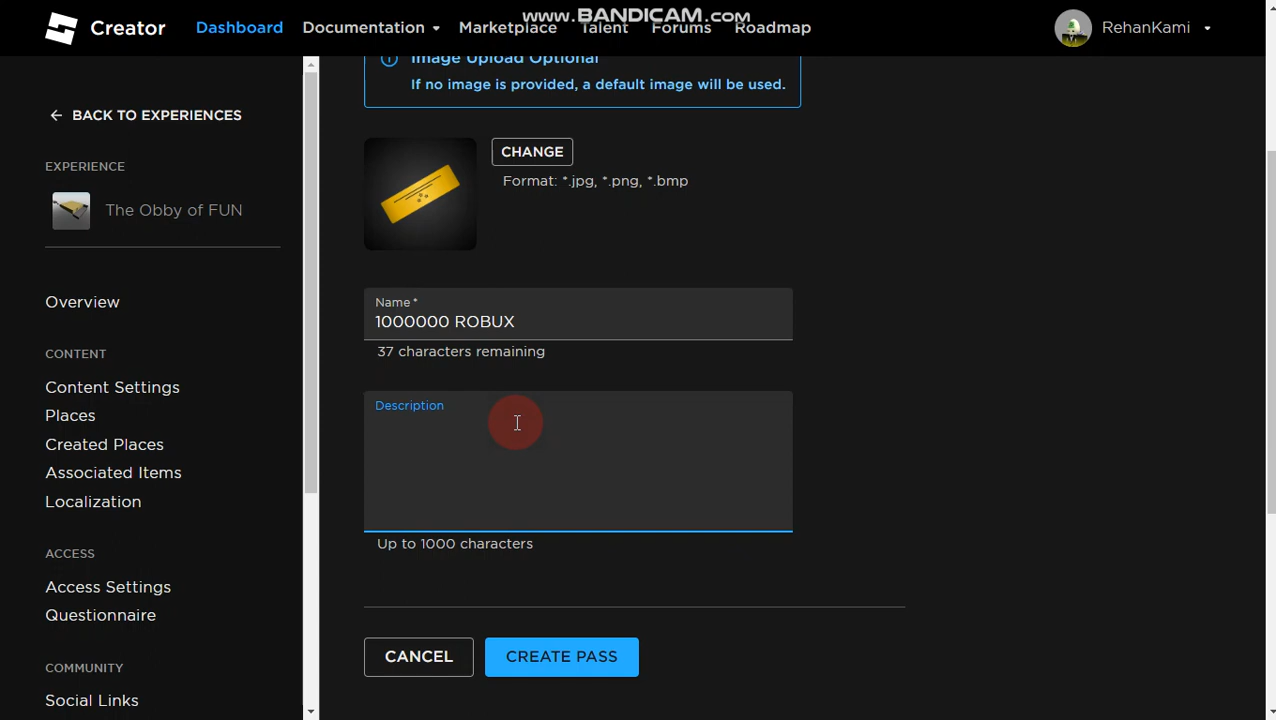 www.BANDICAM.com
Creator
Dashboard
Documentation
Marketplace
Talent
Forums
Roadmap
RehanKami
BACK TO EXPERIENCES
EXPERIENCE
The Obby of FUN
Overview
CONTENT
Content Settings
Places
Created Places
Associated Items
Localization
ACCESS
Access Settings
Questionnaire
COMMUNITY
Social Links
Image Upload Optional
If no image is provided, a default image will be used.
CHANGE
Format: *.jpg, *.png, *.bmp
Name*
1000000 ROBUX
37 characters remaining
Description
Up to 1000 characters
CANCEL
CREATE PASS